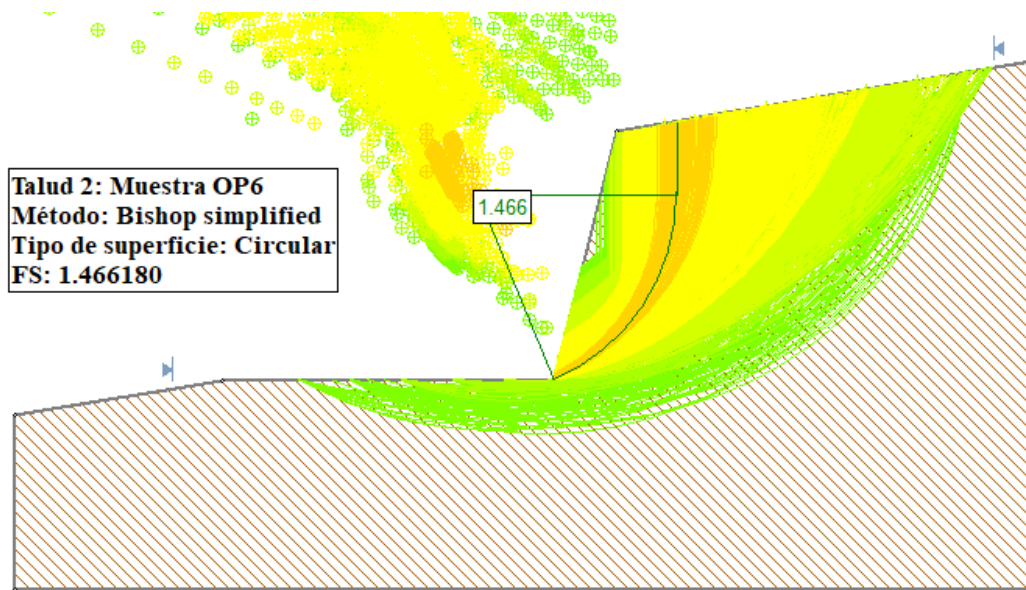 Talud 2: Muestra OP6
Método: Bishop simplified
Tipo de superficie: Circular
FS: 1.466180
1.466